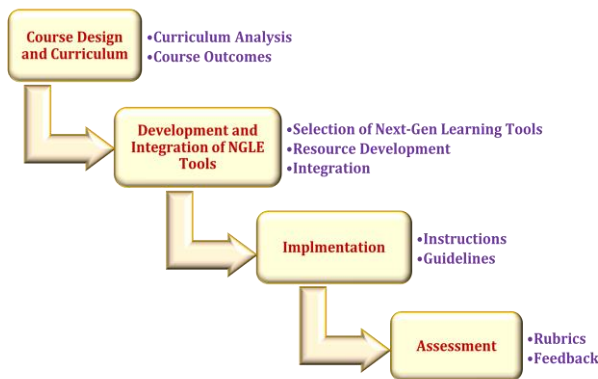 Course Design
and Curriculum
•Curriculum Analysis
•Course Outcomes
Development and
Integration of NGLE
Tools
•Selection of Next-Gen Learning Tools
•Resource Development
•Integration
Implmentation
•Instructions
•Guidelines
Assessment
•Rubrics
•Feedback